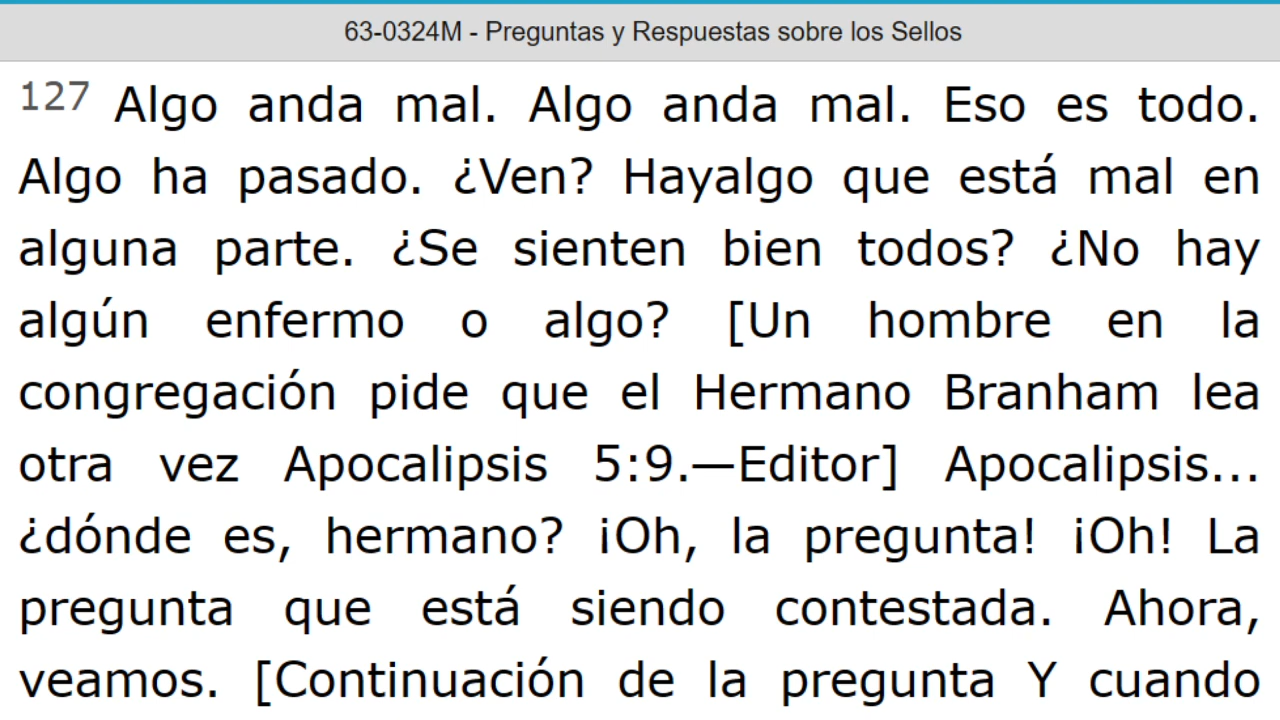 63-0324M - Preguntas y Respuestas sobre los Sellos
127 Algo anda mal. Algo anda mal. Eso es todo.
Algo ha pasado. ¿Ven? Hayalgo que está mal en
alguna parte. ¿Se sienten bien todos? ¿No hay
algún enfermo o algo? [Un hombre en la
congregación pide que el Hermano Branham lea
otra vez Apocalipsis 5:9.—Editor] Apocalipsis...
¿dónde es, hermano? ¡Oh, la pregunta! ¡Oh! La
pregunta que está siendo contestada. Ahora,
veamos. [Continuación de la pregunta Y cuando